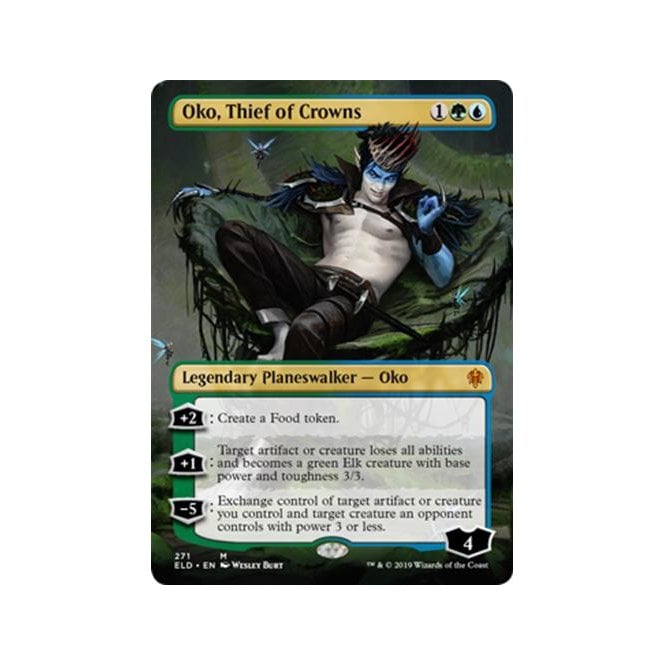 Oko, Thief of Crowns 1
Legendary Planeswalker — Oko
+2 : Create a Food token.
Target artifact or creature loses all abilities
+1 : and becomes a green Elk creature with base
power and toughness 3/3.
Exchange control of target artifact or creature
-5 : you control and target creature an opponent
controls with power 3 or less.
4
271 M
ELD • EN Wesley Burt
™ & © 2019 Wizards of the Coast